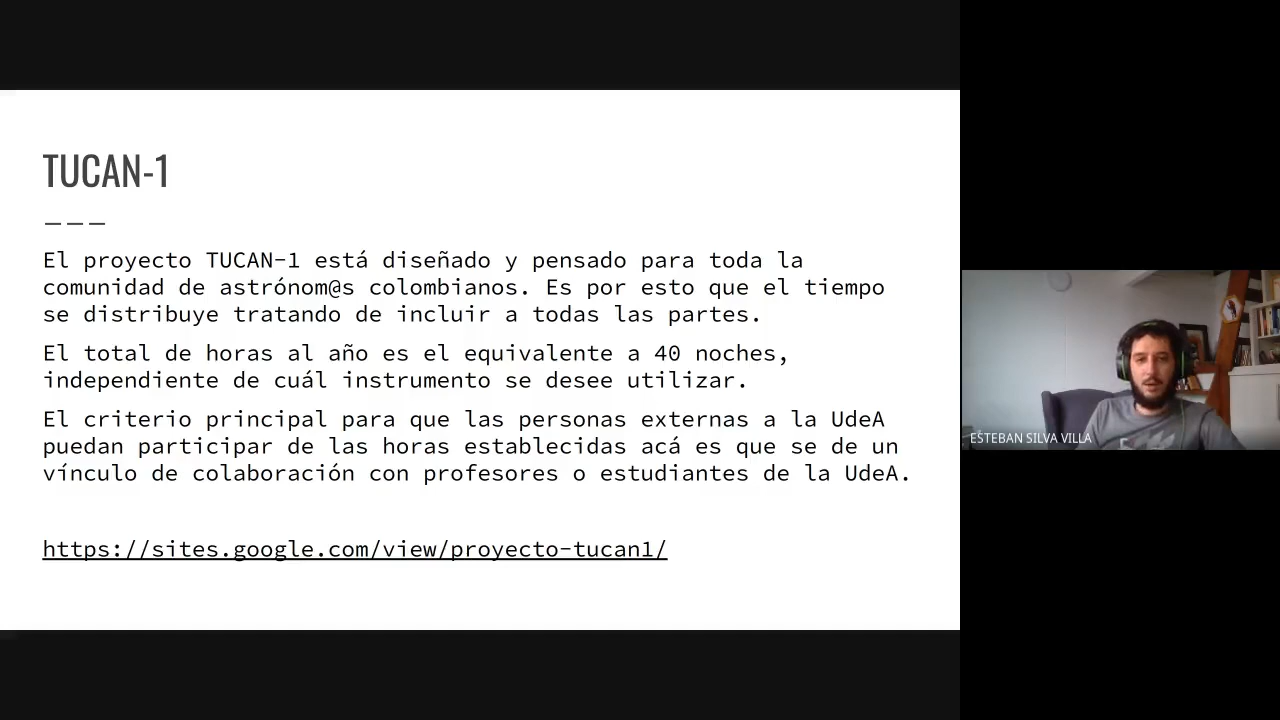 TUCAN-1
———
El proyecto TUCAN-1 está diseñado y pensado para toda la
comunidad de astrónom@s colombianos. Es por esto que el tiempo
se distribuye tratando de incluir a todas las partes.
El total de horas al año es el equivalente a 40 noches,
independiente de cuál instrumento se desee utilizar.
El criterio principal para que las personas externas a la UdeA
puedan participar de las horas establecidas acá es que se de un
vínculo de colaboración con profesores o estudiantes de la UdeA.
https://sites.google.com/view/proyecto-tucan1/
ESTEBAN SILVA VILLA